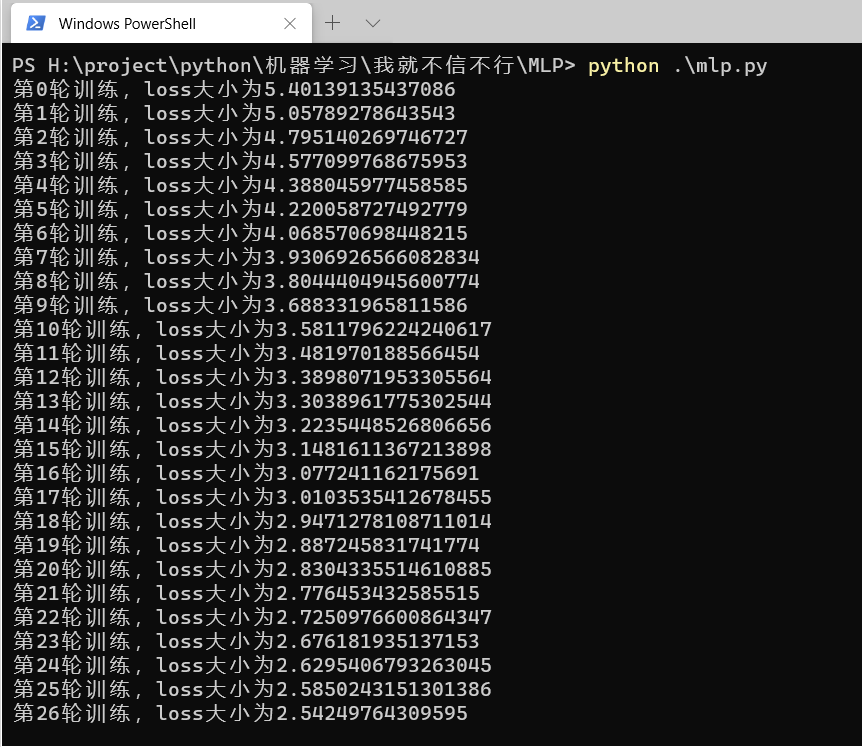 Windows PowerShell
PS H:\project\python\机器学习\我就不信不行\MLP> python .\mlp.py
第0轮训练，loss大小为5.40139135437086
第1轮训练，loss大小为5.05789278643543
第2轮训练，loss大小为4.795140269746727
第3轮训练，loss大小为4.577099768675953
第4轮训练，loss大小为4.388045977458585
第5轮训练，loss大小为4.220058727492779
第6轮训练，loss大小为4.068570698448215
第7轮训练，loss大小为3.9306926566082834
第8轮训练，loss大小为3.8044404945600774
第9轮训练，loss大小为3.688331965811586
第10轮训练，loss大小为3.5811796224240617
第11轮训练，loss大小为3.481970188566454
第12轮训练，loss大小为3.3898071953305564
第13轮训练，loss大小为3.3038961775302544
第14轮训练，loss大小为3.2235448526806656
第15轮训练，loss大小为3.1481611367213898
第16轮训练，loss大小为3.077241162175691
第17轮训练，loss大小为3.0103535412678455
第18轮训练，loss大小为2.9471278108711014
第19轮训练，loss大小为2.887245831741774
第20轮训练，loss大小为2.8304335514610885
第21轮训练，loss大小为2.776453432585515
第22轮训练，loss大小为2.7250976600864347
第23轮训练，loss大小为2.676181935137153
第24轮训练，loss大小为2.6295406793263045
第25轮训练，loss大小为2.5850243151301386
第26轮训练，loss大小为2.54249764309595